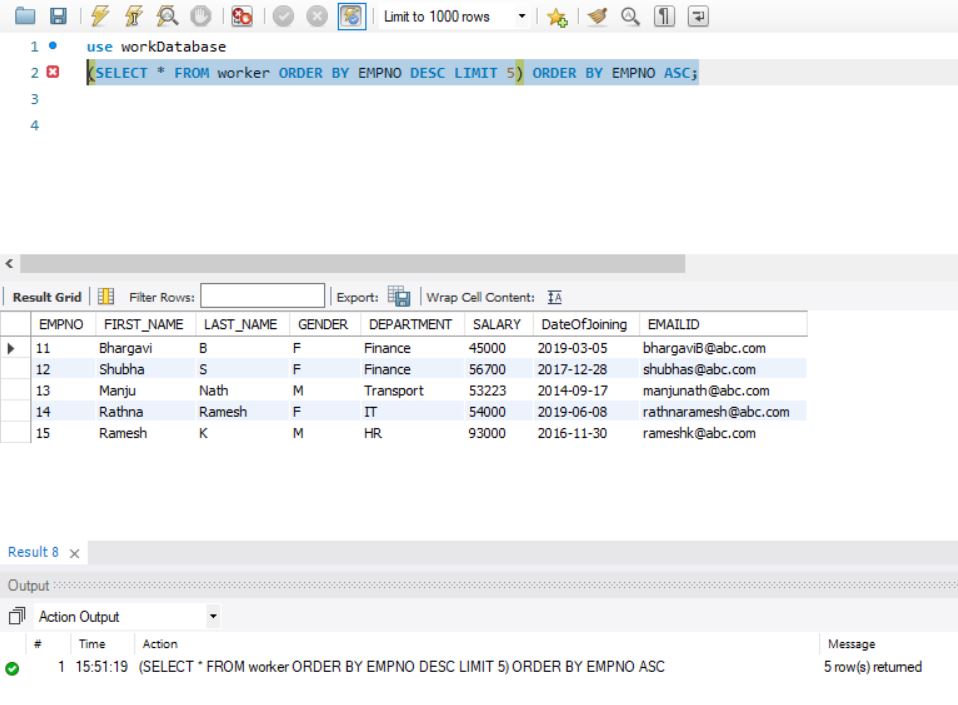 Limit to 1000 rows
1 use workDatabase
2 (SELECT * FROM worker ORDER BY EMPNO DESC LIMIT 5) ORDER BY EMPNO ASC;
3
4
Result Grid Filter Rows: Export: Wrap Cell Content: IA
EMPNO FIRST_NAME LAST_NAME GENDER DEPARTMENT SALARY DateOfJoining EMAILID
11 Bhargavi B F Finance 45000 2019-03-05 bhargaviB@abc.com
12 Shubha S F Finance 56700 2017-12-28 shubhas@abc.com
13 Manju Nath M Transport 53223 2014-09-17 manjunath@abc.com
14 Rathna Ramesh F IT 54000 2019-06-08 rathnaramesh@abc.com
15 Ramesh K M HR 93000 2016-11-30 rameshk@abc.com
Result 8
Output
Action Output
# Time Action Message
1 15:51:19 (SELECT * FROM worker ORDER BY EMPNO DESC LIMIT 5) ORDER BY EMPNO ASC 5 row(s) returned